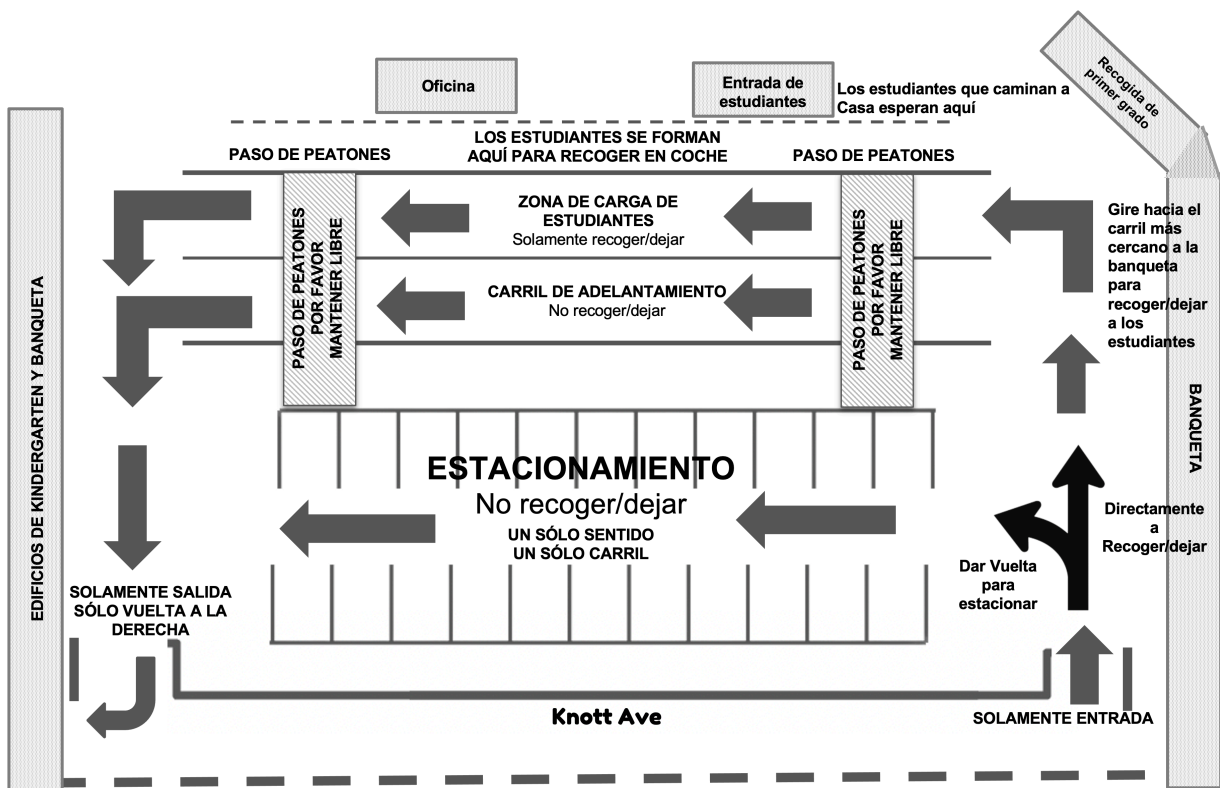 Oficina
Entrada de
estudiantes
Los estudiantes que caminan a
Casa esperan aquí
Recogida de
primer grado
LOS ESTUDIANTES SE FORMAN
AQUÍ PARA RECOGER EN COCHE
PASO DE PEATONES
PASO DE PEATONES
ZONA DE CARGA DE
ESTUDIANTES
Solamente recoger/dejar
CARRIL DE ADELANTAMIENTO
No recoger/dejar
PASO DE PEATONES
POR FAVOR
MANTENER LIBRE
PASO DE PEATONES
POR FAVOR
MANTENER LIBRE
Gire hacia el
carril más
cercano a la
banqueta
para
recoger/dejar
a los
estudiantes
EDIFICIOS DE KINDERGARTEN Y BANQUETA
BANQUETA
ESTACIONAMIENTO
No recoger/dejar
UN SÓLO SENTIDO
UN SÓLO CARRIL
Directamente
a
Recoger/dejar
Dar Vuelta
para
estacionar
SOLAMENTE SALIDA
SÓLO VUELTA A LA
DERECHA
Knott Ave
SOLAMENTE ENTRADA